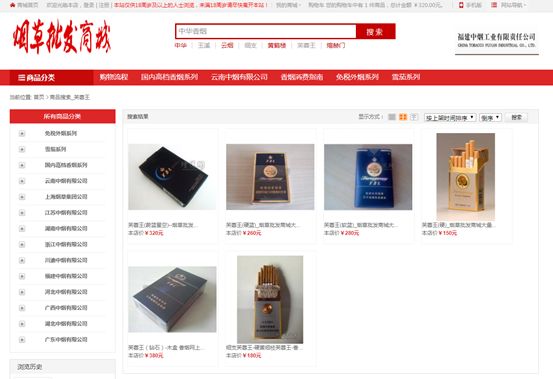 商城首页 欢迎光临本店,登录 | 注册 | 本站仅供18周岁及以上的人士浏览,未满18周岁请尽快离开本站! 我的商城 购物车 您的购物车中有 1 件商品,总计金额 ¥320.00元。 手机版 网站导航
烟草批发商城
中华香烟 搜 索
中华 | 玉溪 | 云烟 | 细支 | 黄鹤楼 | 芙蓉王 | 熊赫门
福建中烟工业有限责任公司
CHINA TOBACCO FUJIAN INDUSTRIAL CO., LTD.
商品分类 购物流程 国内高档香烟系列 云南中烟有限公司 香烟消费指南 免税外烟系列 雪茄系列
当前位置: 首页 > 商品搜索_芙蓉王
所有商品分类
免税外烟系列
雪茄系列
国内高档香烟系列
云南中烟有限公司
上海烟草集团公司
江苏中烟有限公司
湖南中烟有限公司
浙江中烟有限公司
川渝中烟有限公司
福建中烟有限公司
河北中烟有限公司
广西中烟有限公司
湖北中烟有限公司
广东中烟有限公司
浏览历史
搜索结果 显示方式: 按上架时间排序 倒序 搜索
芙蓉王(蔚蓝星空)-烟草批发...
本店价¥320元
芙蓉王(硬蓝)_烟草批发商城大...
本店价¥260元
芙蓉王(软蓝)_烟草批发商城大...
本店价¥280元
芙蓉王(硬)_烟草批发商城大量...
本店价¥150元
芙蓉王(钻石)-木盒 香烟网上...
本店价¥380元
细支芙蓉王-硬黄细枝芙蓉王-香...
本店价¥180元